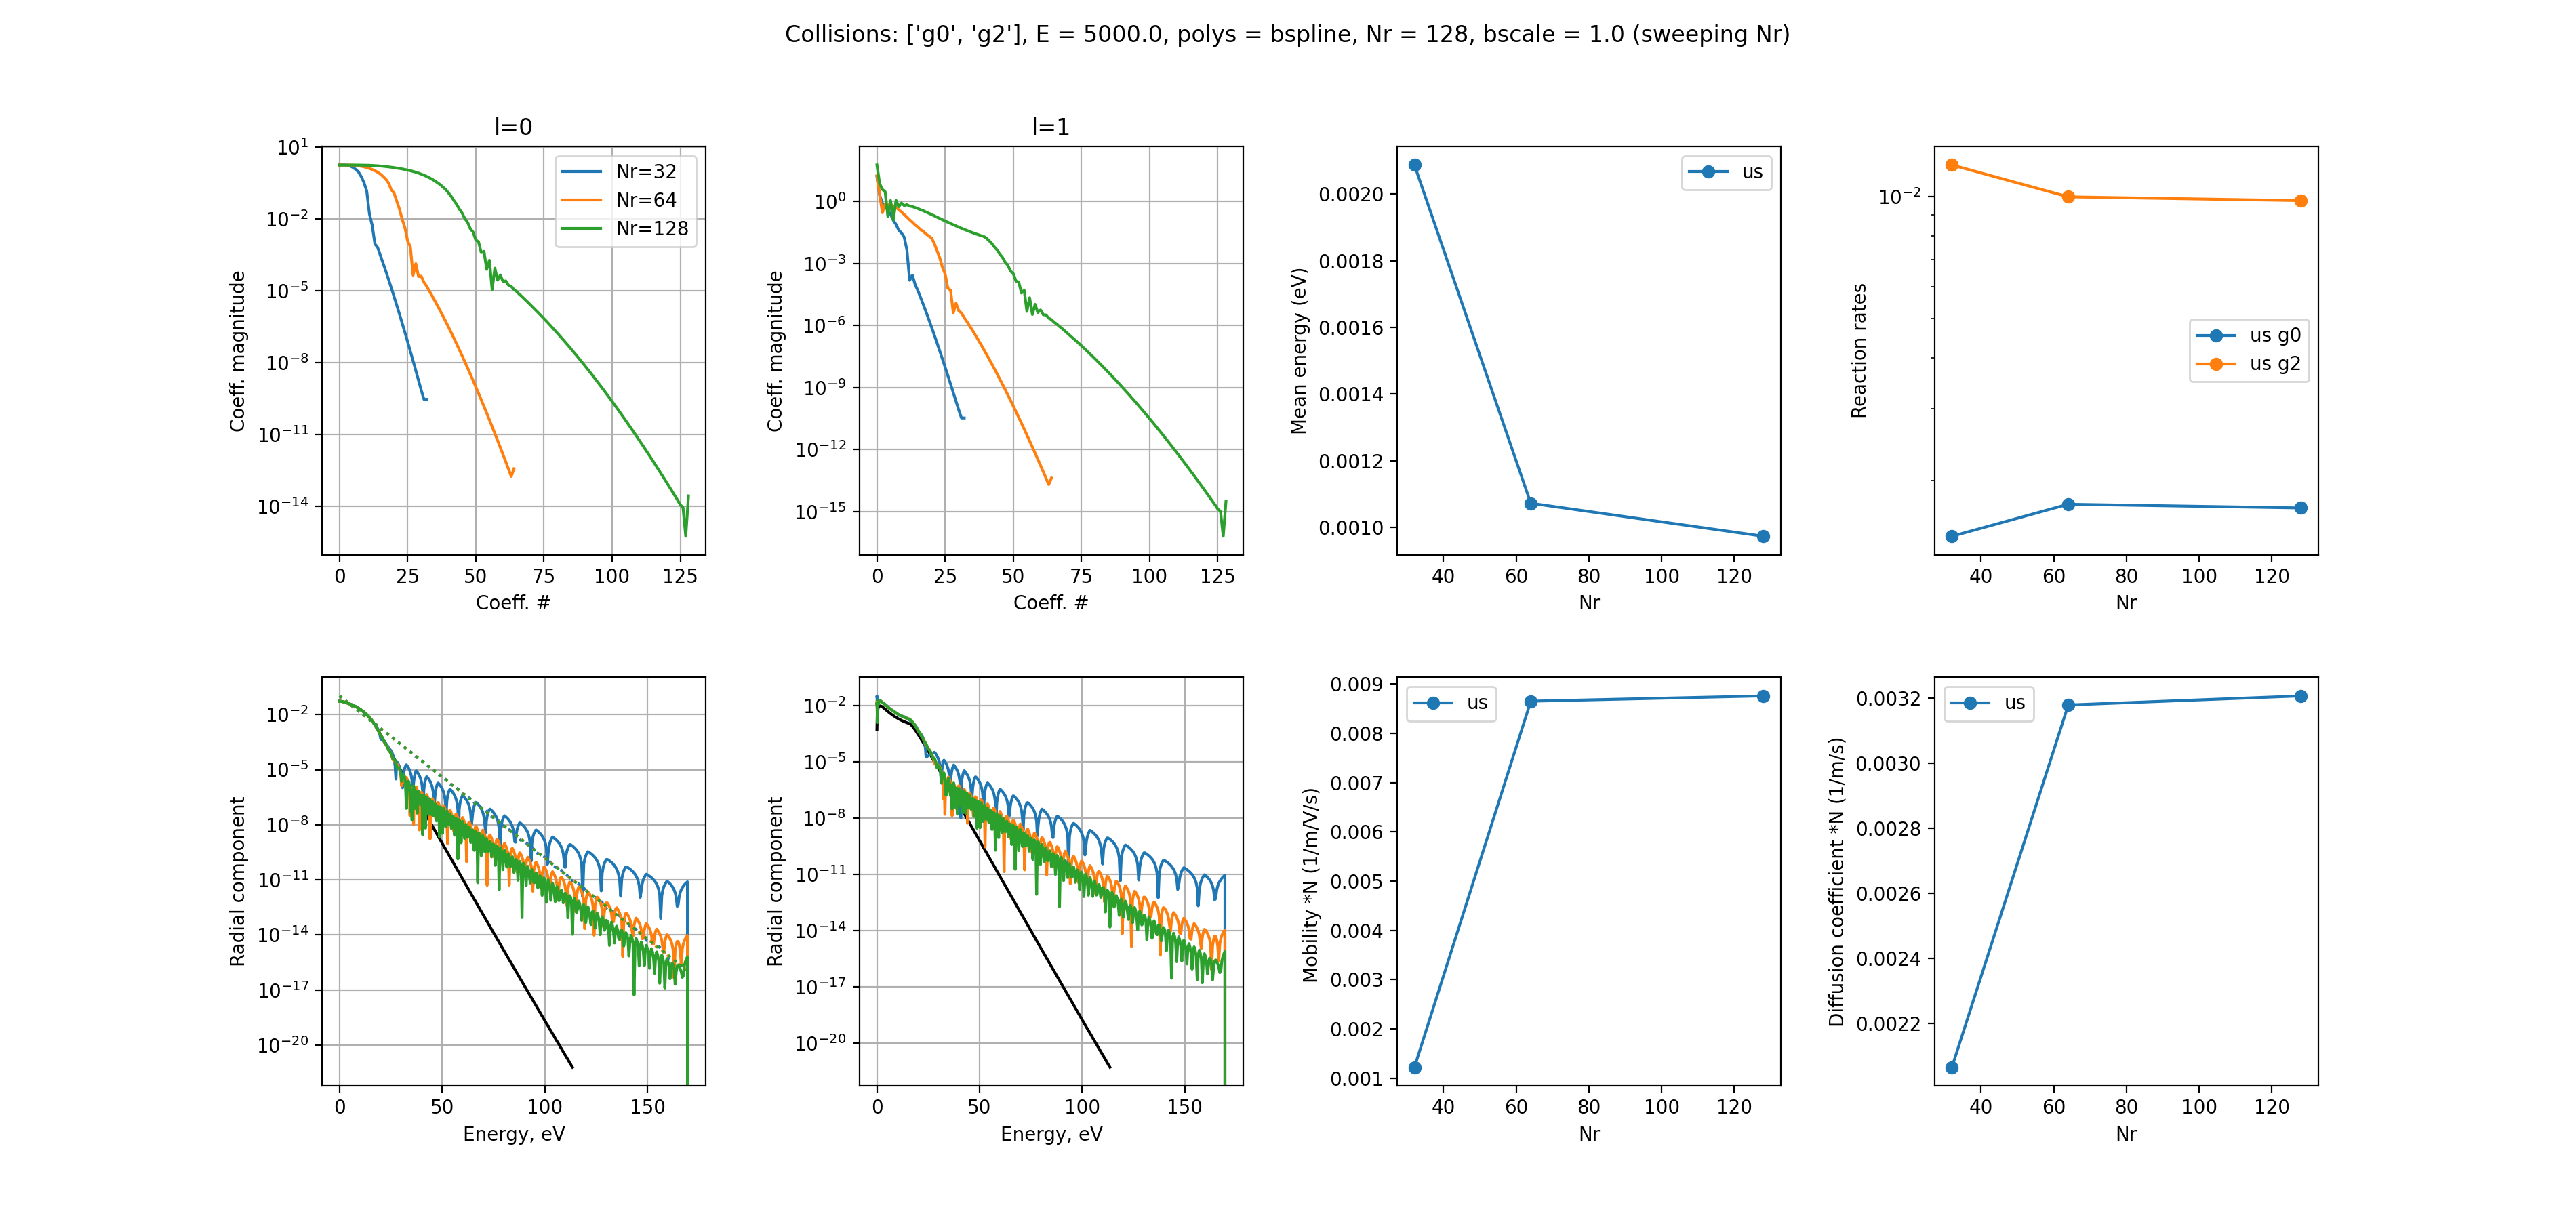 Collisions: ['g0', 'g2'], E = 5000.0, polys = bspline, Nr = 128, bscale = 1.0 (sweeping Nr)
l=0
Coeff. magnitude
10^1
10^-2
10^-5
10^-8
10^-11
10^-14
Nr=32
Nr=64
Nr=128
0 25 50 75 100 125
Coeff. #
l=1
Coeff. magnitude
10^0
10^-3
10^-6
10^-9
10^-12
10^-15
0 25 50 75 100 125
Coeff. #
Mean energy (eV)
0.0020
0.0018
0.0016
0.0014
0.0012
0.0010
us
40 60 80 100 120
Nr
Reaction rates
10^-2
us g0
us g2
40 60 80 100 120
Nr
Radial component
10^-2
10^-5
10^-8
10^-11
10^-14
10^-17
10^-20
0 50 100 150
Energy, eV
Radial component
10^-2
10^-5
10^-8
10^-11
10^-14
10^-17
10^-20
0 50 100 150
Energy, eV
Mobility *N (1/m/V/s)
0.009
0.008
0.007
0.006
0.005
0.004
0.003
0.002
0.001
us
40 60 80 100 120
Nr
Diffusion coefficient *N (1/m/s)
0.0032
0.0030
0.0028
0.0026
0.0024
0.0022
us
40 60 80 100 120
Nr